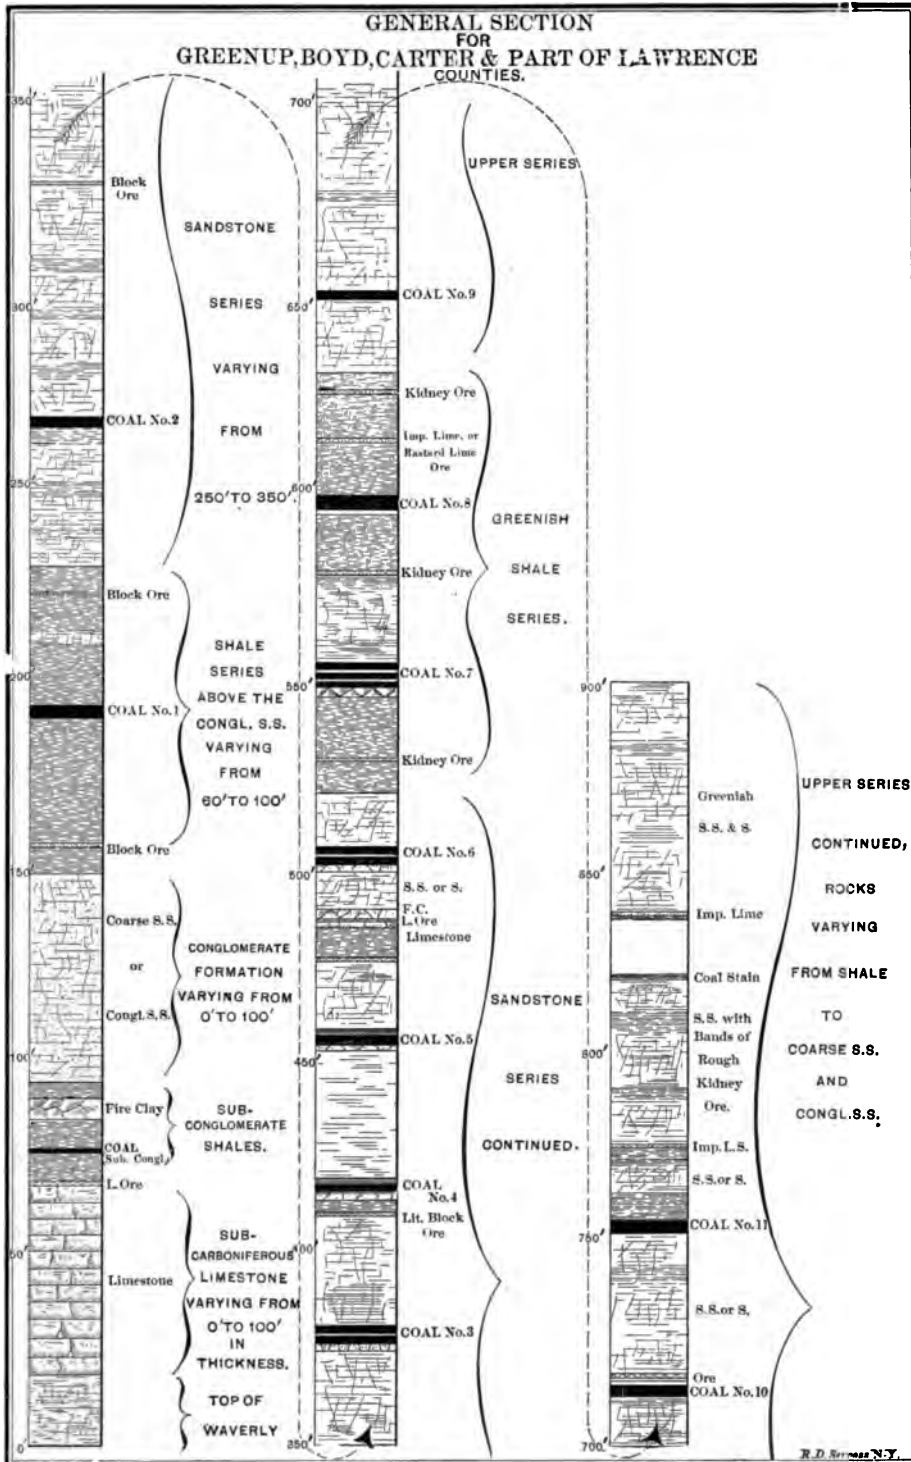 GENERAL SECTION
FOR
GREENUP, BOYD, CARTER & PART OF LAWRENCE
COUNTIES.
350'
Block
Ore
300'
COAL No.2
250'
Block Ore
200'
COAL No.1
Block Ore
150'
Coarse S.S.
or
Congl. S.S.
100'
Fire Clay
COAL
Sub. Congl.
L. Ore
50'
Limestone
0'
SANDSTONE
SERIES
VARYING
FROM
250' TO 350'.
SHALE
SERIES
ABOVE THE
CONGL. S.S.
VARYING
FROM
60' TO 100'
CONGLOMERATE
FORMATION
VARYING FROM
0' TO 100'
SUB-
CONGLOMERATE
SHALES.
SUB-
CARBONIFEROUS
LIMESTONE
VARYING FROM
0' TO 100'
IN
THICKNESS.
TOP OF
WAVERLY
700'
COAL No.9
650'
Kidney Ore
Imp. Lime, or
Bastard Lime
Ore
600'
COAL No.8
Kidney Ore
COAL No.7
550'
Kidney Ore
COAL No.6
500'
S.S. or S.
F.C.
L. Ore
Limestone
COAL No.5
450'
COAL
No.4
Lit. Block
Ore
400'
COAL No.3
350'
UPPER SERIES
GREENISH
SHALE
SERIES.
SANDSTONE
SERIES
CONTINUED.
900'
Greenish
S.S. & S.
850'
Imp. Lime
Coal Stain
S.S. with
Bands of
Rough
Kidney
Ore.
800'
Imp. L.S.
S.S. or S.
COAL No.11
750'
S.S. or S.
Ore
COAL No.10
700'
UPPER SERIES
CONTINUED,
ROCKS
VARYING
FROM SHALE
TO
COARSE S.S.
AND
CONGL. S.S.
R.D. N.Y.